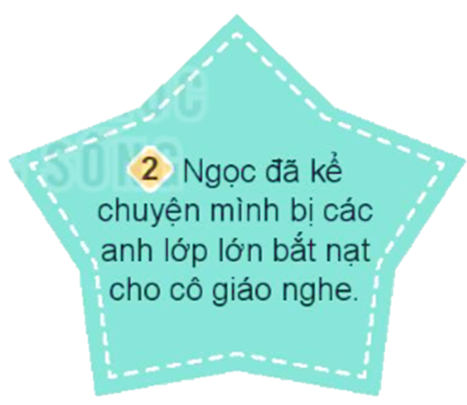 2 Ngọc đã kể
chuyện mình bị các
anh lớp lớn bắt nạt
cho cô giáo nghe.